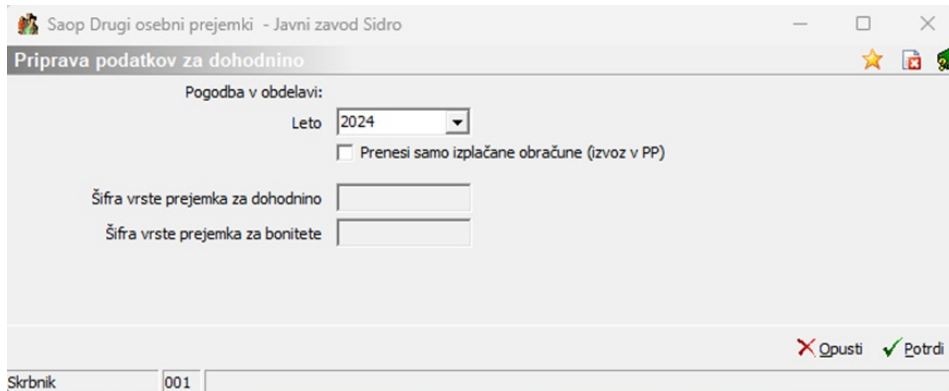 Saop Drugi osebni prejemki - Javni zavod Sidro
Priprava podatkov za dohodnino
Pogodba v obdelavi:
Leto 2024
Prenesi samo izplačane obračune (izvoz v PP)
Šifra vrste prejemka za dohodnino
Šifra vrste prejemka za bonitete
Opusti Potrdi
Skrbnik 001